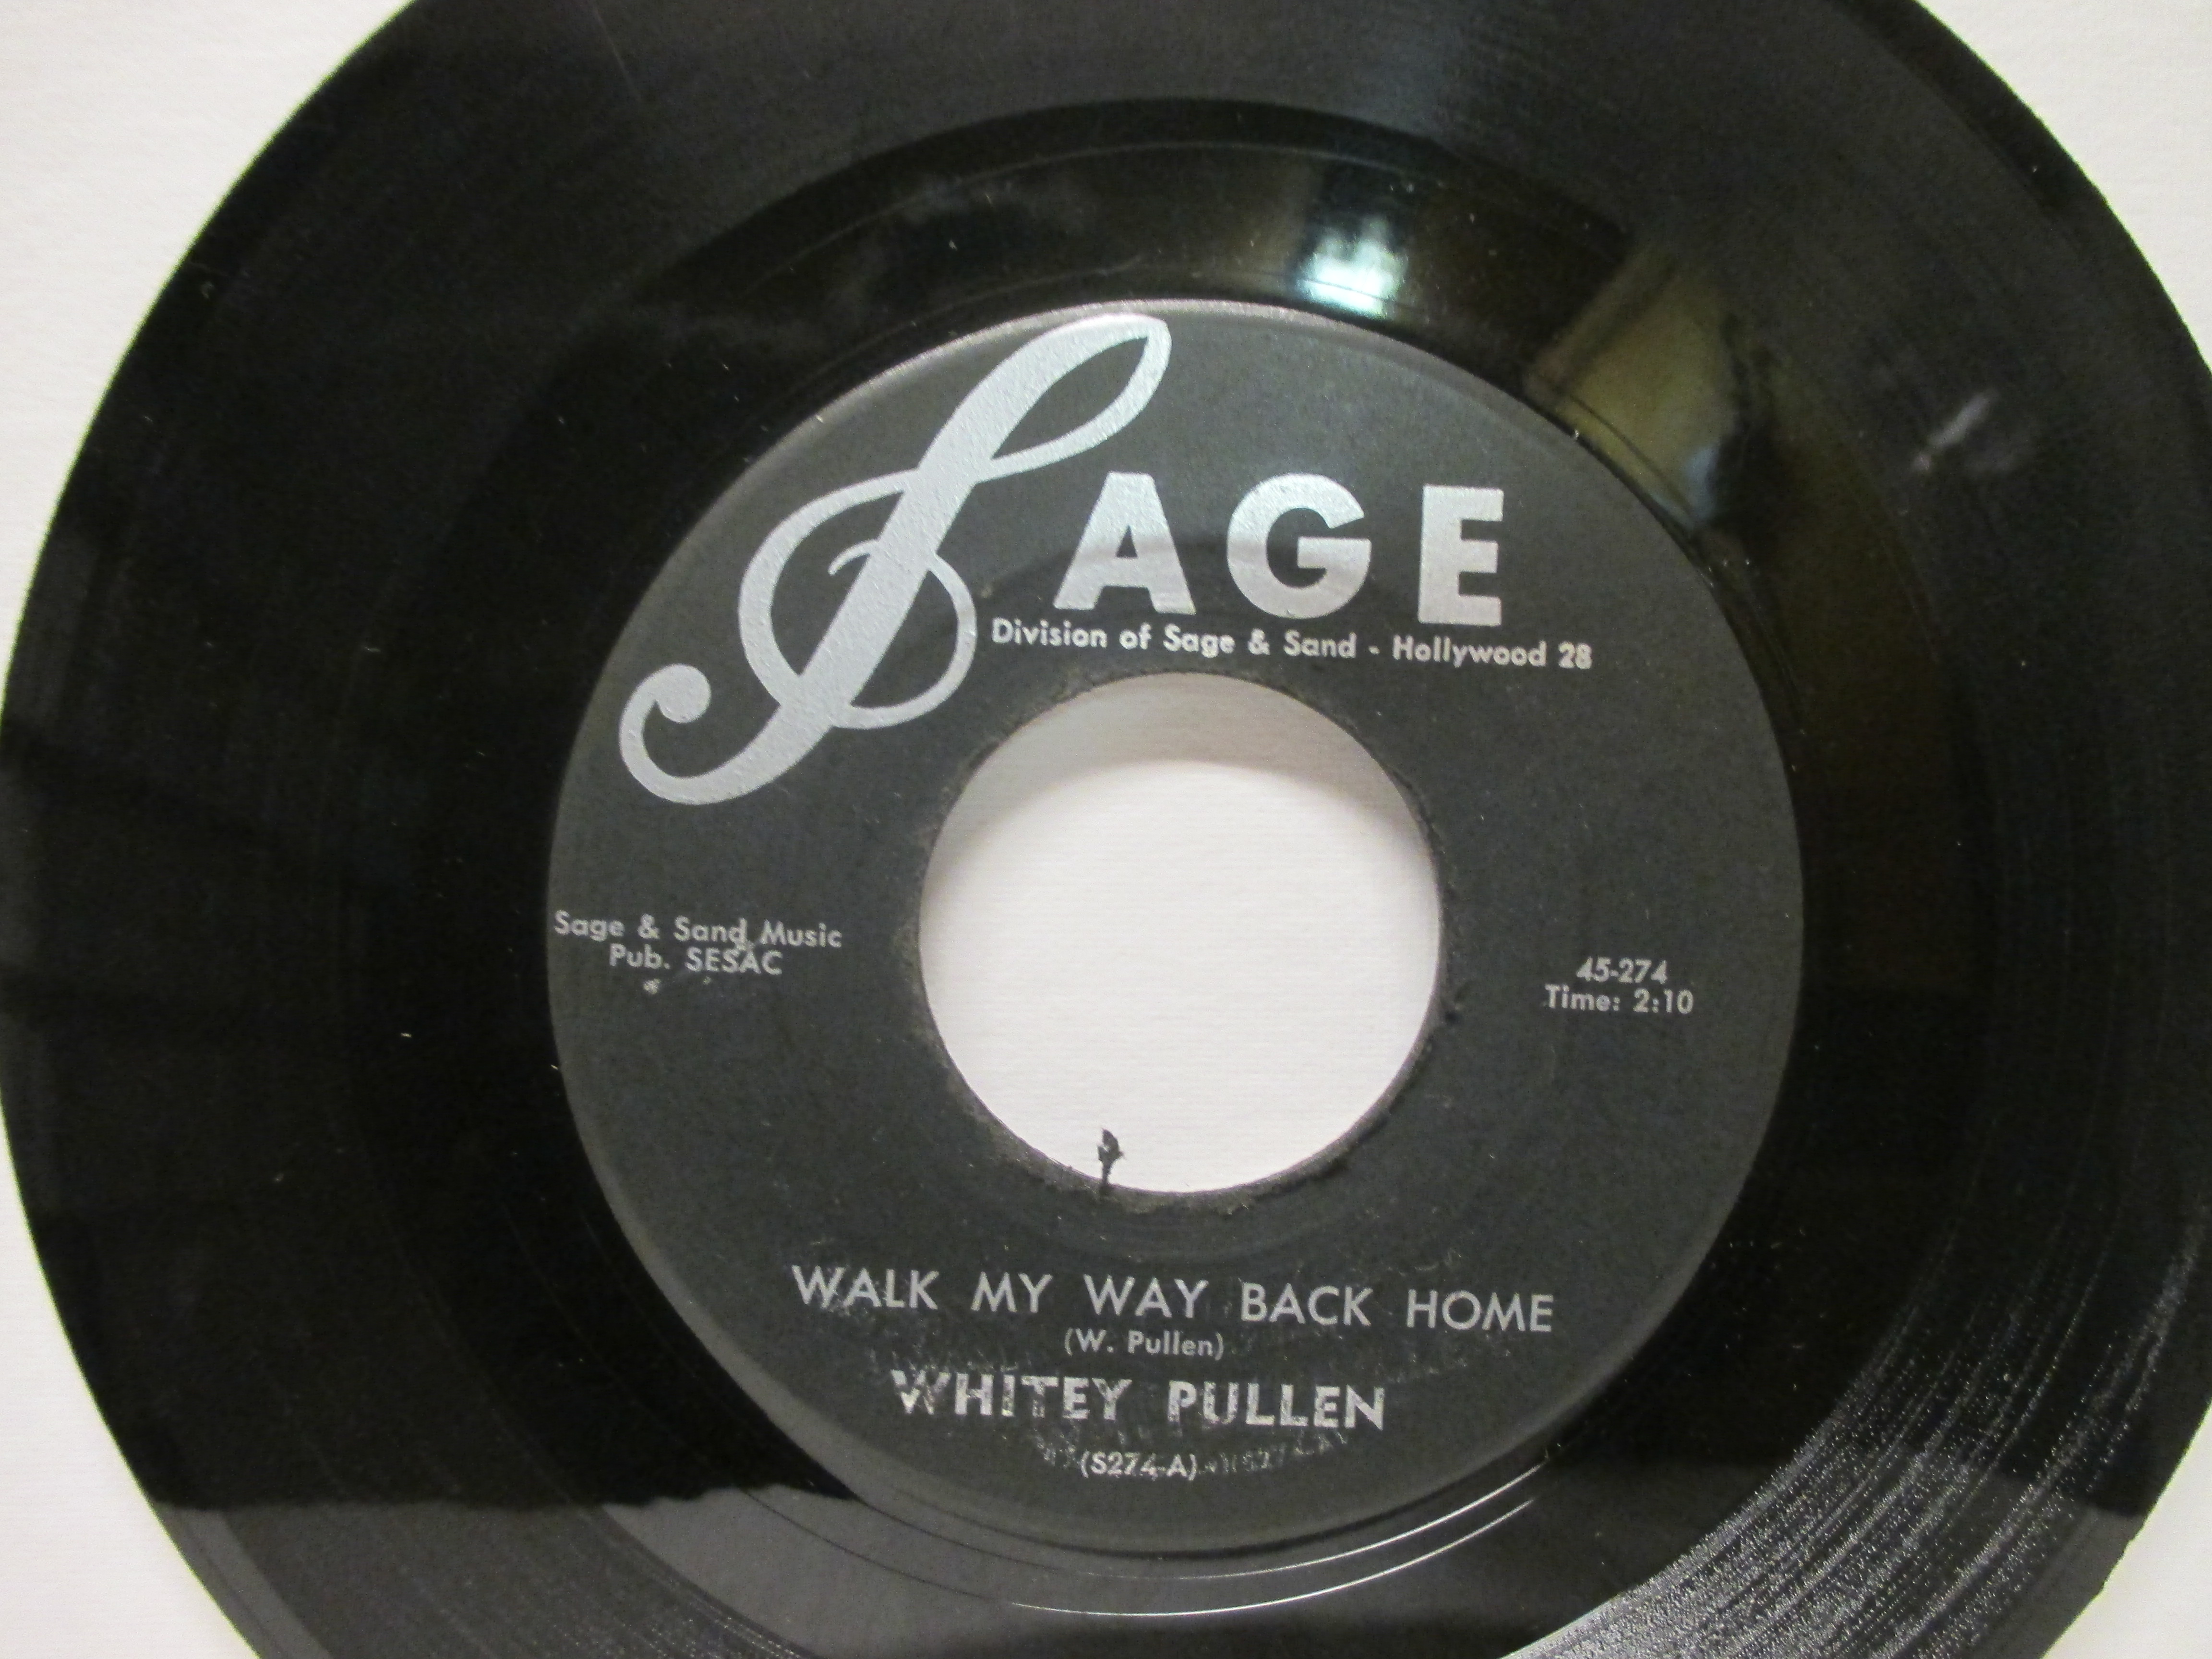 SAGE
Division of Sage & Sand - Hollywood 28
Sage & Sand Music
Pub. SESAC
45-274
Time: 2:10
WALK MY WAY BACK HOME
(W. Pullen)
WHITEY PULLEN
(S274-A)